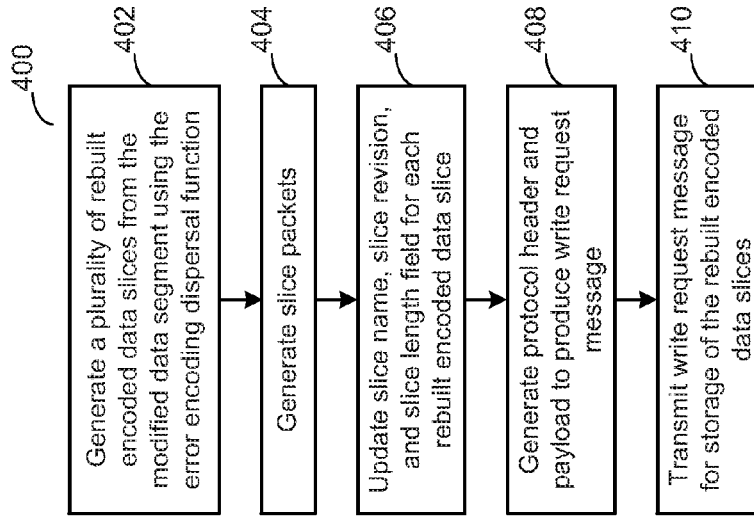 400
Generate a plurality of rebuilt
encoded data slices from the
modified data segment using the
error encoding dispersal function
402
Generate slice packets
404
Update slice name, slice revision,
and slice length field for each
rebuilt encoded data slice
406
Generate protocol header and
payload to produce write request
message
408
Transmit write request message
for storage of the rebuilt encoded
data slices
410